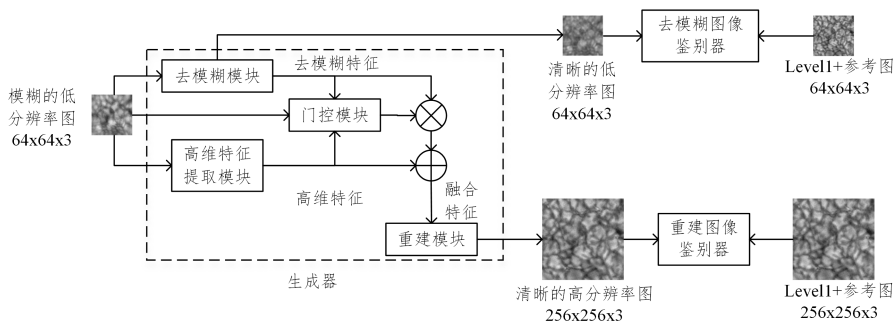 模糊的低
分辨率图
64x64x3
去模糊模块
去模糊特征
门控模块
高维特征
提取模块
高维特征
融合
特征
重建模块
生成器
清晰的低
分辨率图
64x64x3
去模糊图像
鉴别器
Level1+参考图
64x64x3
清晰的高分辨率图
256x256x3
重建图像
鉴别器
Level1+参考图
256x256x3